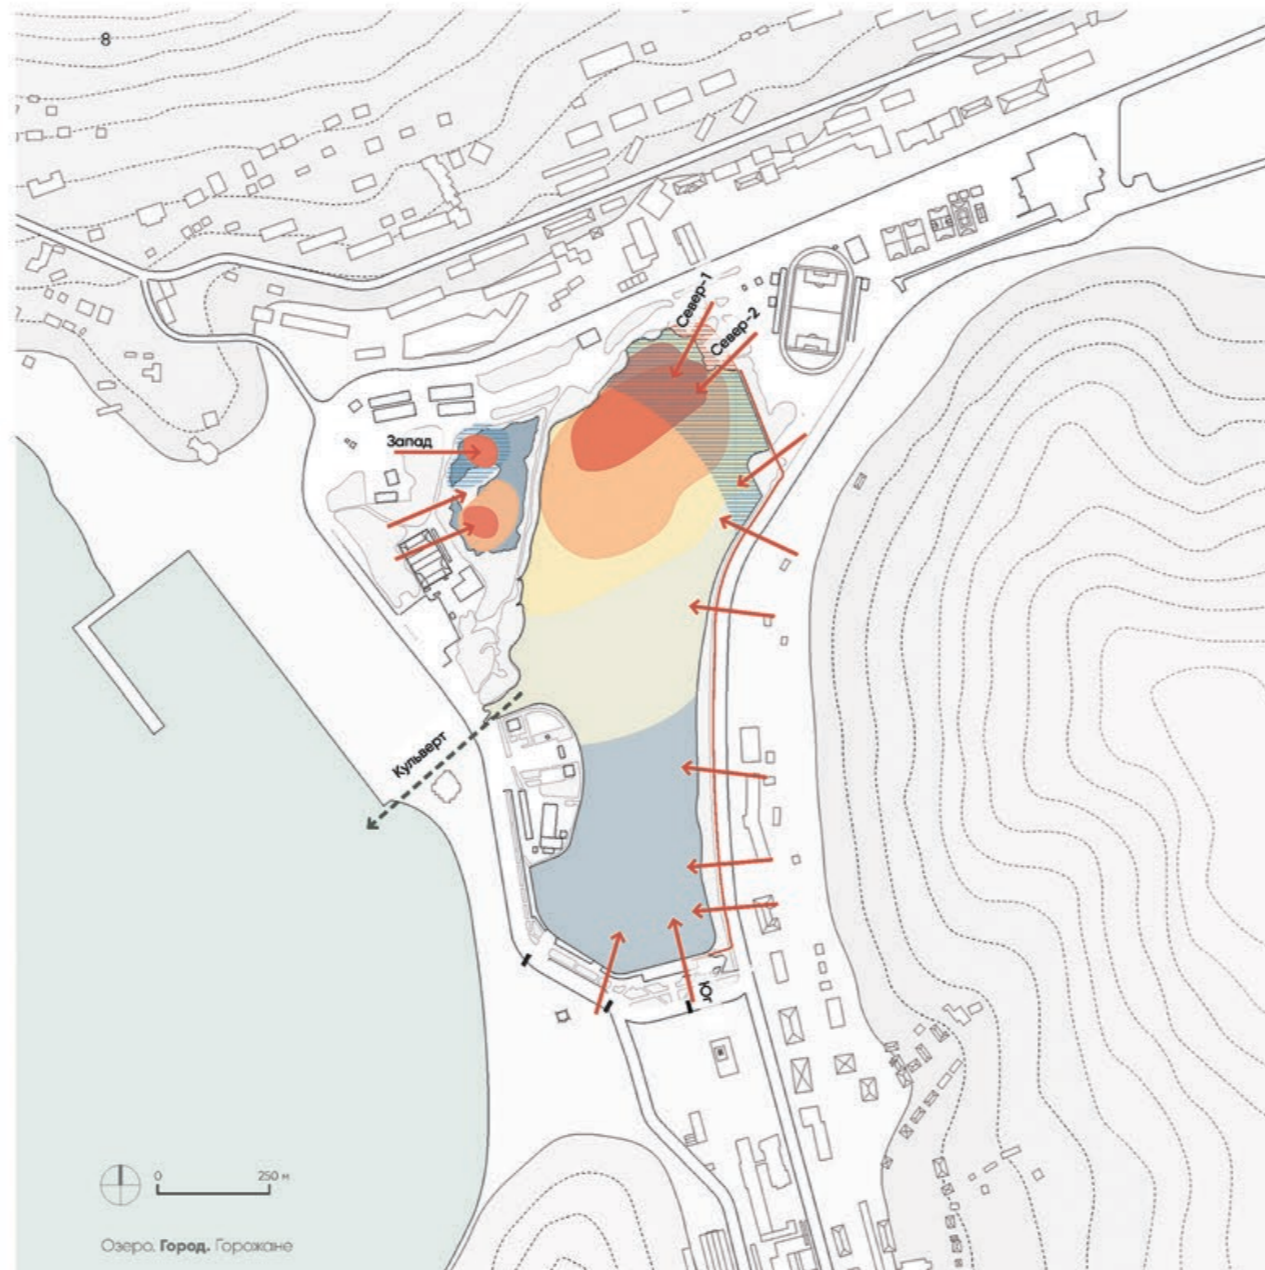 8
Север-1
Север-2
Запад
Кульверт
Юг
0 250 м
Озеро. Город. Горожане